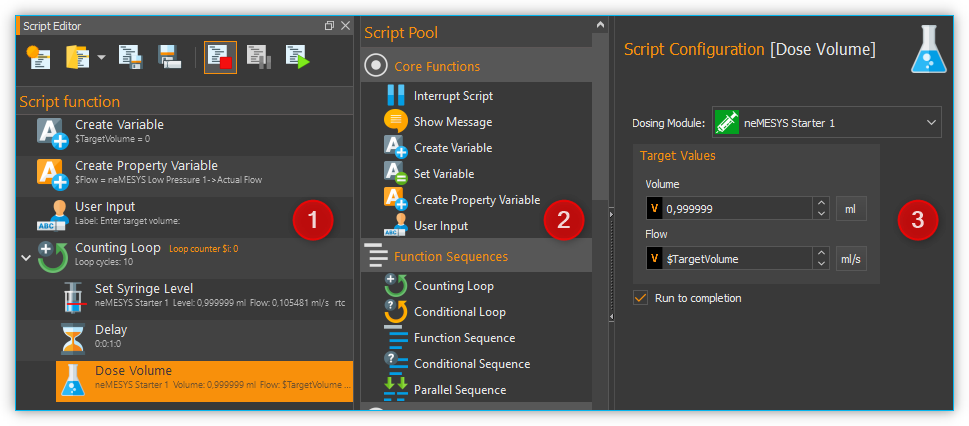 Script Editor
Script function
Create Variable
$TargetVolume = 0
Create Property Variable
$Flow = neMESYS Low Pressure 1->Actual Flow
User Input
Label: Enter target volume:
Counting Loop Loop counter $i: 0
Loop cycles: 10
Set Syringe Level
neMESYS Starter 1 Level: 0,999999 ml Flow: 0,105481 ml/s rtc
Delay
0:0:1:0
Dose Volume
neMESYS Starter 1 Volume: 0,999999 ml Flow: $TargetVolume ...
1
Script Pool
Core Functions
Interrupt Script
Show Message
Create Variable
Set Variable
Create Property Variable
User Input
Function Sequences
Counting Loop
Conditional Loop
Function Sequence
Conditional Sequence
Parallel Sequence
2
Script Configuration [Dose Volume]
Dosing Module: neMESYS Starter 1
Target Values
Volume
V 0,999999 ml
Flow
V $TargetVolume ml/s
Run to completion
3